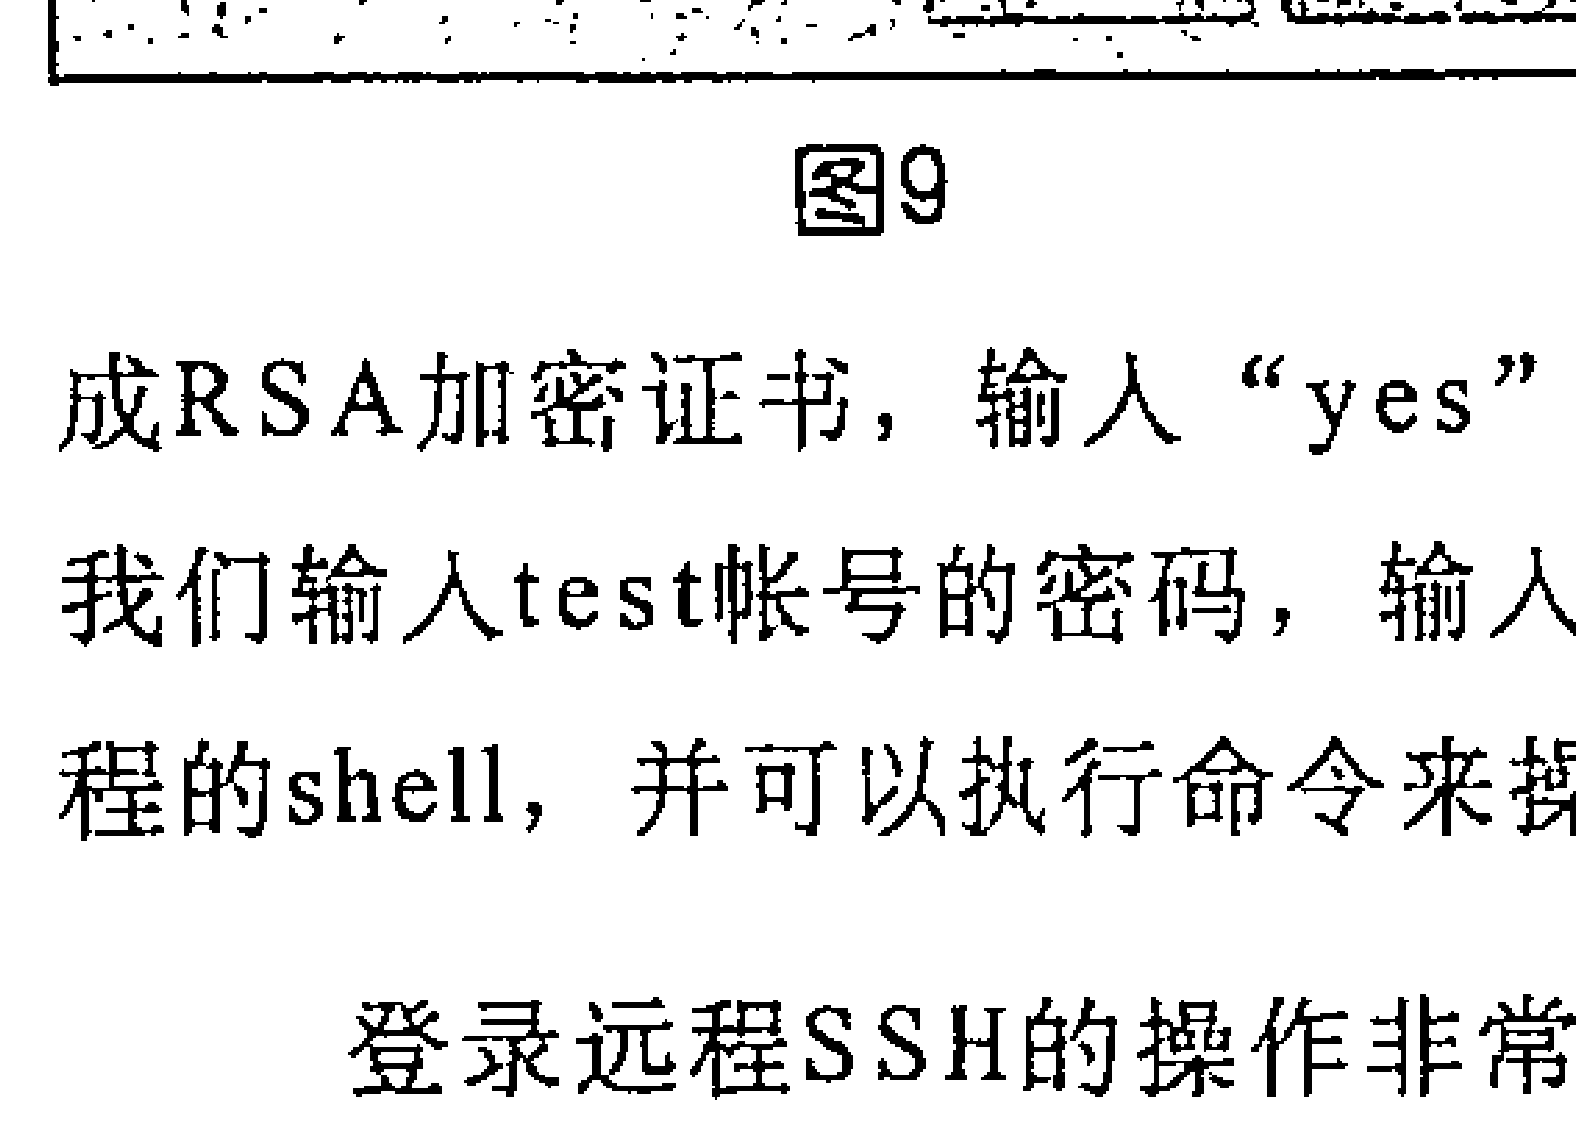 图9
成RSA加密证书，输入“yes”
我们输入test帐号的密码，输入
程的shell，并可以执行命令来操
登录远程SSH的操作非常